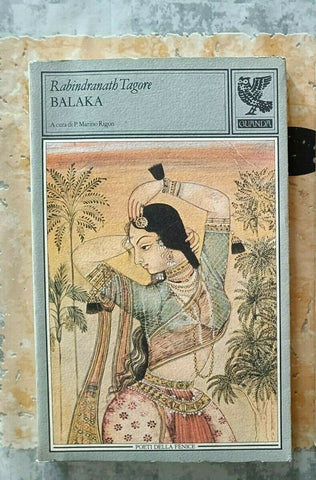 Rabindranath Tagore
BALAKA
A cura di P. Marino Rigon
GUANDA
POETI DELLA FENICE